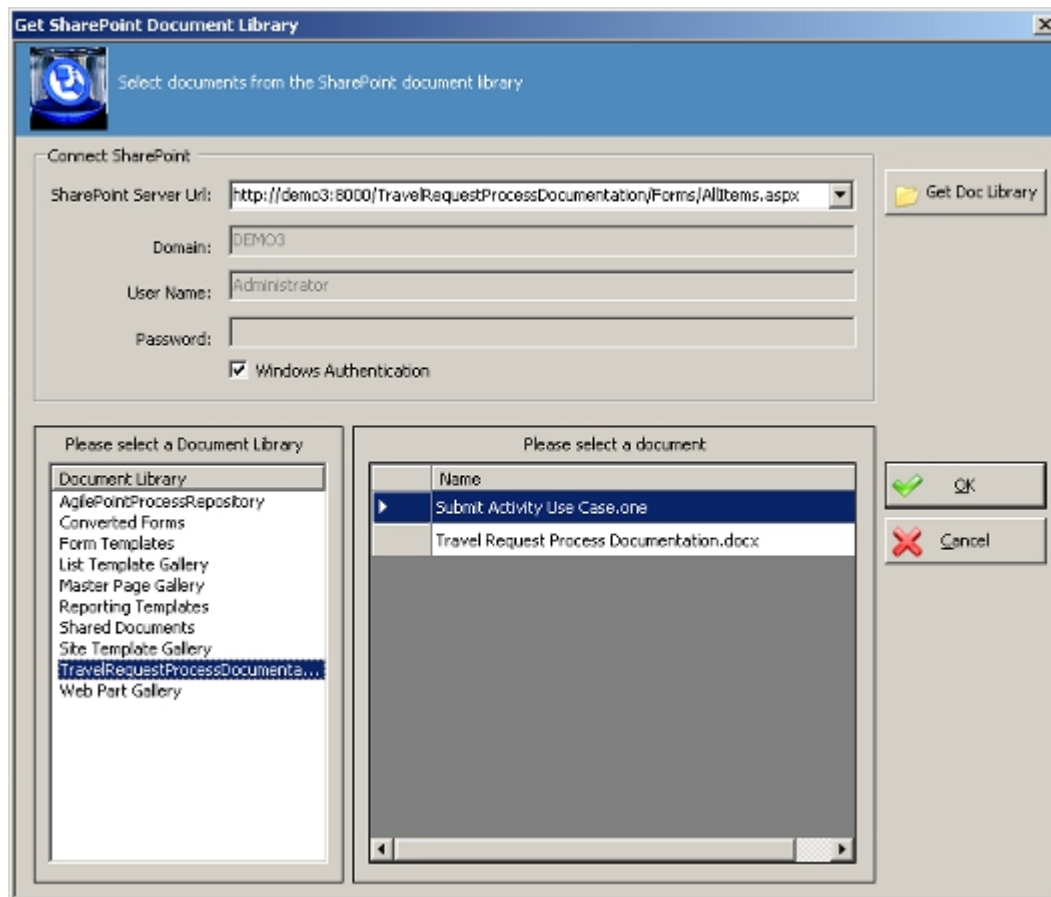 Get SharePoint Document Library
Select documents from the SharePoint document library
Connect SharePoint
SharePoint Server Url: http://demo3:8000/TravelRequestProcessDocumentation/Forms/AllItems.aspx
Get Doc Library
Domain: DEMO3
User Name: Administrator
Password:
Windows Authentication
Please select a Document Library
Document Library
AgilePointProcessRepository
Converted Forms
Form Templates
List Template Gallery
Master Page Gallery
Reporting Templates
Shared Documents
Site Template Gallery
TravelRequestProcessDocumenta...
Web Part Gallery
Please select a document
Name
Submit Activity Use Case.one
Travel Request Process Documentation.docx
OK
Cancel